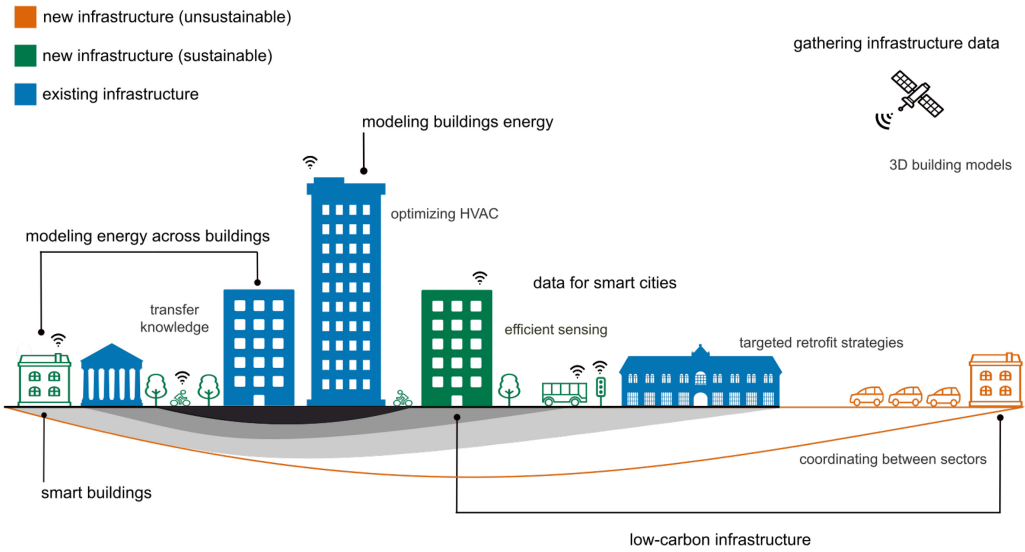 new infrastructure (unsustainable)
new infrastructure (sustainable)
existing infrastructure
gathering infrastructure data
3D building models
modeling buildings energy
optimizing HVAC
modeling energy across buildings
transfer
knowledge
data for smart cities
efficient sensing
targeted retrofit strategies
coordinating between sectors
smart buildings
low-carbon infrastructure